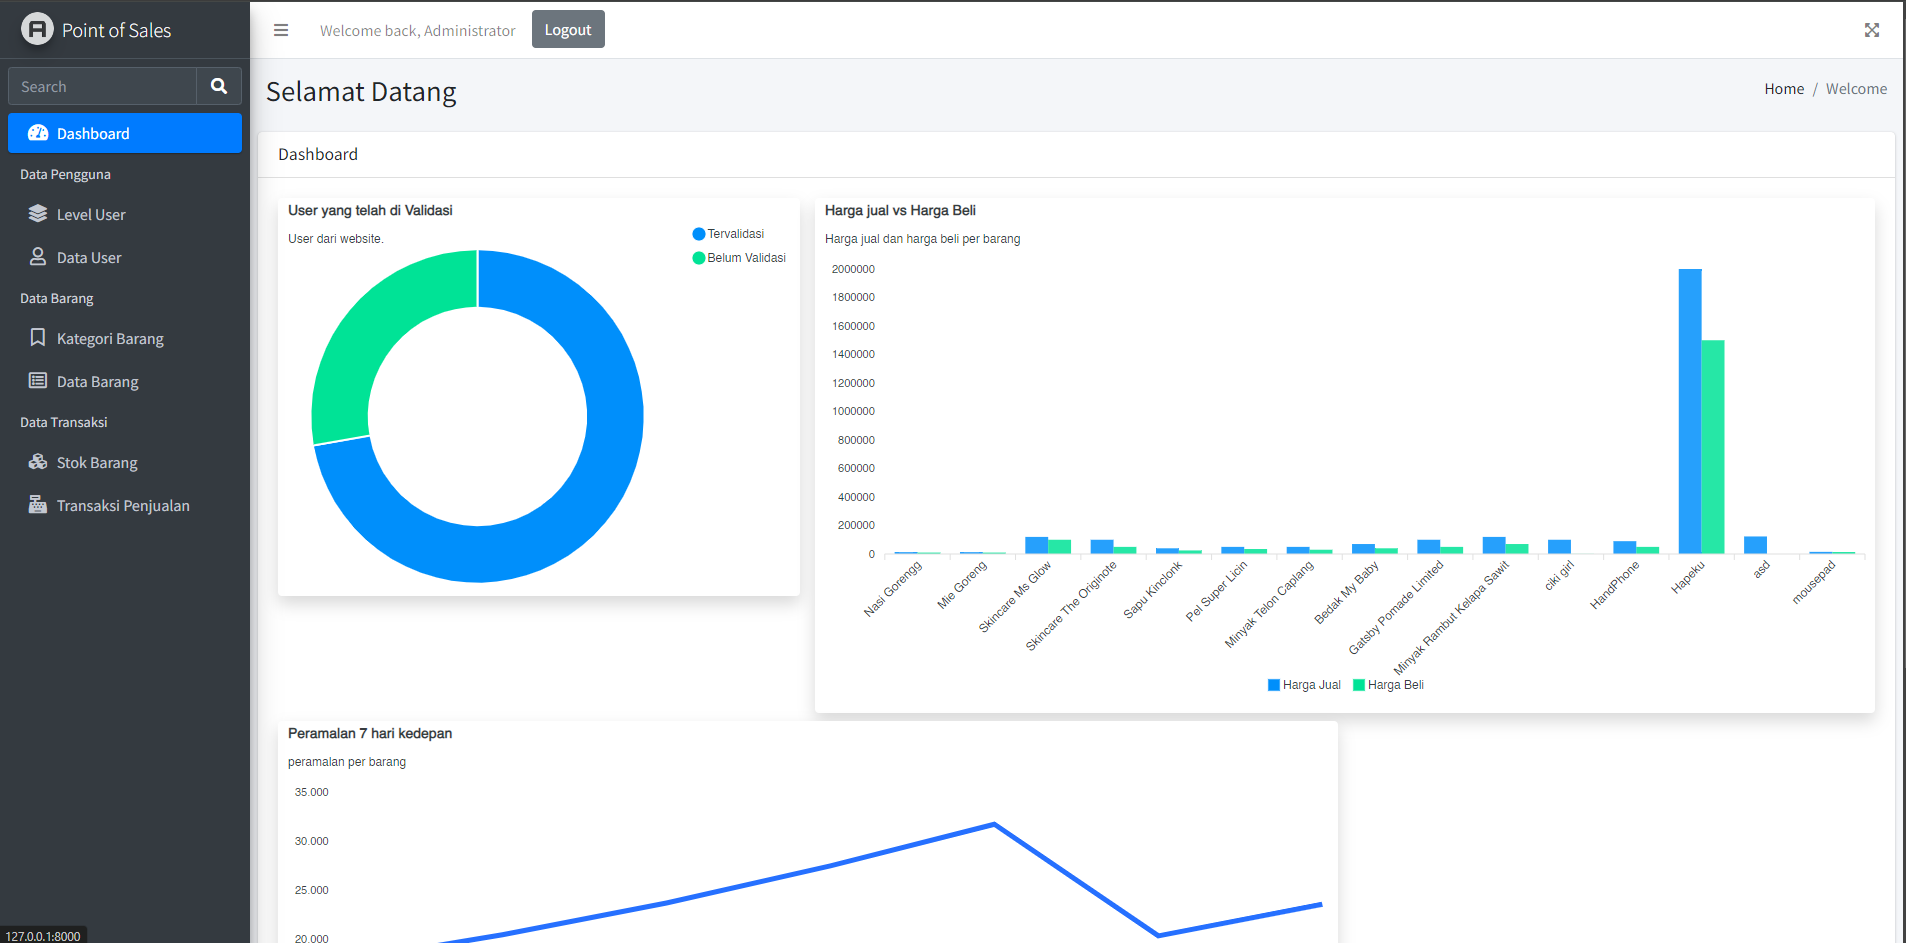 Point of Sales
Welcome back, Administrator
Logout
Search
Dashboard
Data Pengguna
Level User
Data User
Data Barang
Kategori Barang
Data Barang
Data Transaksi
Stok Barang
Transaksi Penjualan
Selamat Datang
Home / Welcome
Dashboard
User yang telah di Validasi
User dari website.
Tervalidasi
Belum Validasi
Harga jual vs Harga Beli
Harga jual dan harga beli per barang
2000000
1800000
1600000
1400000
1200000
1000000
800000
600000
400000
200000
0
Nasi Gorengg
Mie Goreng
Skincare Ms Glow
Skincare The Originote
Sapu Kinclonk
Pel Super Licin
Minyak Telon Caplang
Bedak My Baby
Gatsby Pomade Limited
Minyak Rambut Kelapa Sawit
ciki girl
HandPhone
Hapeku
asd
mousepad
Harga Jual
Harga Beli
Peramalan 7 hari kedepan
peramalan per barang
35.000
30.000
25.000
20.000
127.0.0.1:8000